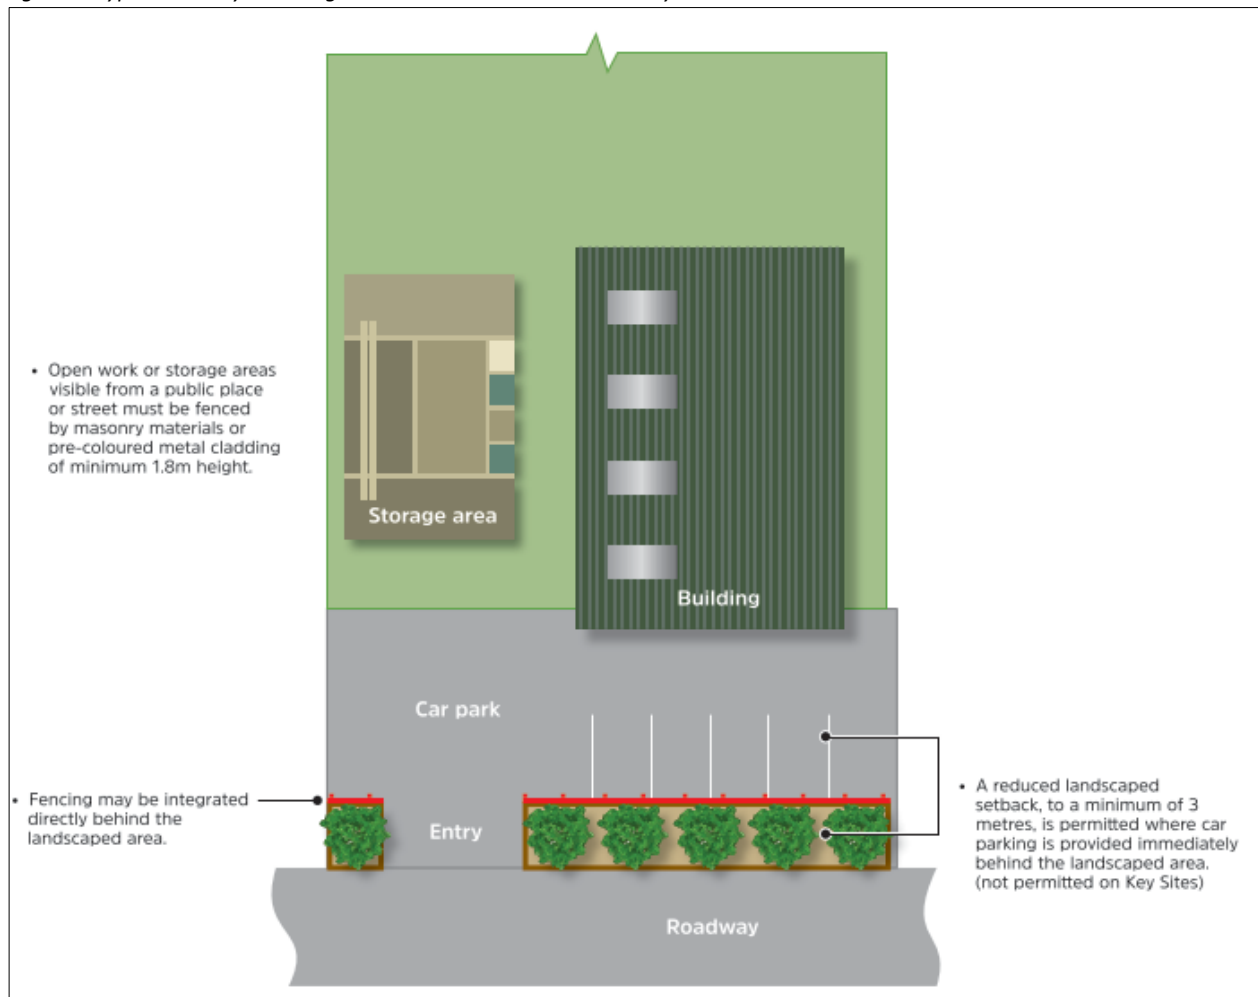 • Open work or storage areas
visible from a public place
or street must be fenced
by masonry materials or
pre-coloured metal cladding
of minimum 1.8m height.
Storage area
Building
Car park
• Fencing may be integrated
directly behind the
landscaped area.
Entry
• A reduced landscaped
setback, to a minimum of 3
metres, is permitted where car
parking is provided immediately
behind the landscaped area.
(not permitted on Key Sites)
Roadway